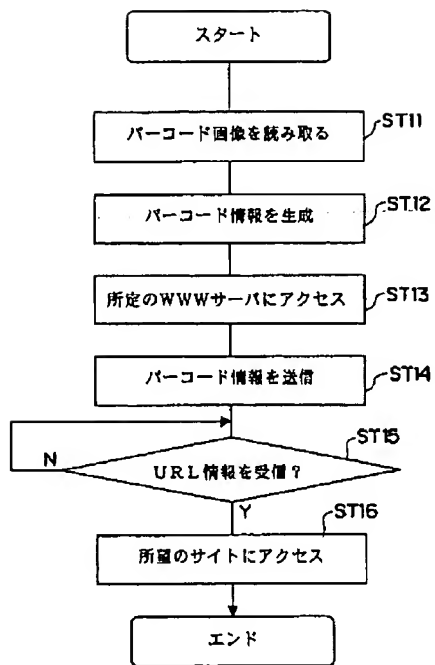 スタート
バーコード画像を読み取る
ST11
バーコード情報を生成
ST12
所定のWWWサーバにアクセス
ST13
バーコード情報を送信
ST14
URL情報を受信?
ST15
N
Y
ST16
所望のサイトにアクセス
エンド